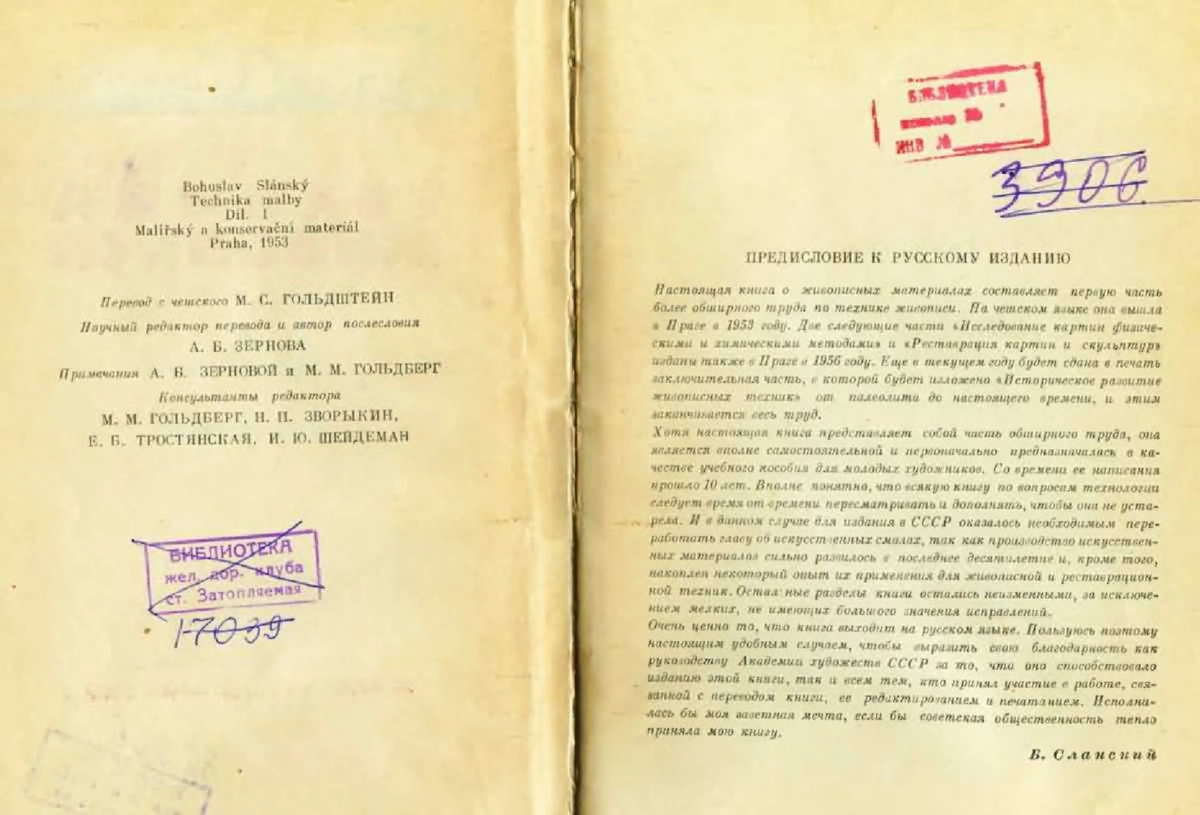 Bohuslav Slánský
Technika malby
Díl. I
Malířský a konservační materiál
Praha, 1953
Перевод с чешского М. С. ГОЛЬДШТЕЙН
Научный редактор перевода и автор послесловия
А. В. ЗЕРНОВА
Примечания А. В. ЗЕРНОВОЙ и М. М. ГОЛЬДБЕРГ
Консультанты редактора
М. М. ГОЛЬДБЕРГ, Н. П. ЗВОРЫКИН,
Е. Б. ТРОСТЯНСКАЯ, И. Ю. ШЕЙДЕМАН
БИБЛИОТЕКА
жел. дор. клуба
ст. Затопляемая
17039
БИБЛИОТЕКА
ИНВ №
3906
ПРЕДИСЛОВИЕ К РУССКОМУ ИЗДАНИЮ
Настоящая книга о живописных материалах составляет первую часть
более обширного труда по технике живописи. На чешском языке она вышла
в Праге в 1953 году. Две следующие части «Исследование картин физиче-
скими и химическими методами» и «Реставрация картин и скульптур»
изданы также в Праге в 1956 году. Еще в текущем году будет сдана в печать
заключительная часть, в которой будет изложено «Историческое развитие
живописных техник» от палеолита до настоящего времени, и этим
заканчивается весь труд.
Хотя настоящая книга представляет собой часть обширного труда, она
является вполне самостоятельной и первоначально предназначалась в ка-
честве учебного пособия для молодых художников. Со времени ее написания
прошло 10 лет. Вполне понятно, что всякую книгу по вопросам технологии
следует время от времени пересматривать и дополнять, чтобы она не уста-
рела. И в данном случае для издания в СССР оказалось необходимым пере-
работать главу об искусственных смолах, так как производство искусствен-
ных материалов сильно развилось в последнее десятилетие и, кроме того,
накоплен некоторый опыт их применения для живописной и реставрацион-
ной техник. Остальные разделы книги остались неизменными, за исключе-
нием мелких, не имеющих большого значения исправлений.
Очень ценно то, что книга выходит на русском языке. Пользуюсь поэтому
настоящим удобным случаем, чтобы выразить свою благодарность как
руководству Академии художеств СССР за то, что оно способствовало
изданию этой книги, так и всем тем, кто принял участие в работе, свя-
занной с переводом книги, ее редактированием и печатанием. Исполни-
лась бы моя заветная мечта, если бы советская общественность тепло
приняла мою книгу.
Б. Сланский